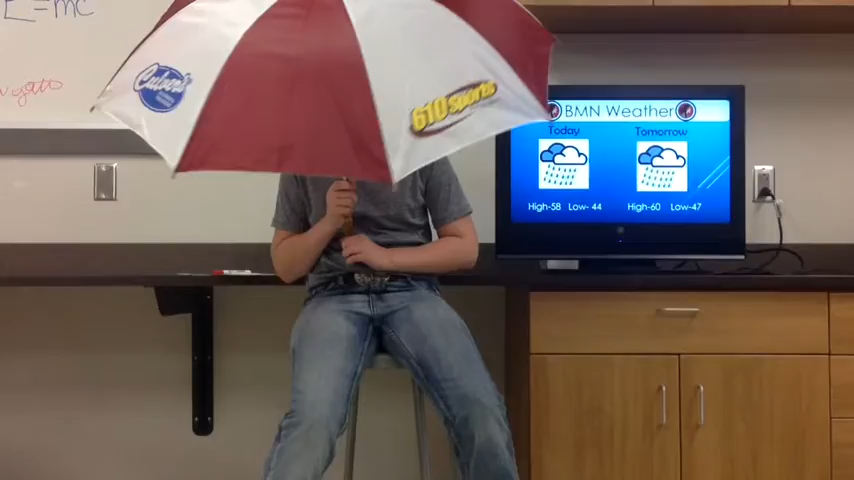 E=mc
Culver's
610 Sports
BMN Weather
Today
Tomorrow
High-58 Low- 44
High-60 Low-47